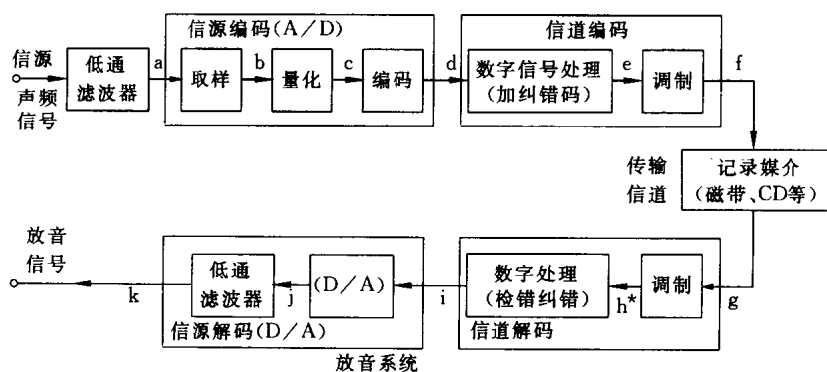 信源编码(A/D)
信道编码
信源
声频
信号
低通
滤波器
a
取样
b
量化
c
编码
d
数字信号处理
(加纠错码)
e
调制
f
传输
信道
记录媒介
(磁带、CD等)
放音
信号
k
低通
滤波器
j
(D/A)
i
数字处理
(检错纠错)
h*
调制
g
信源解码(D/A)
信道解码
放音系统